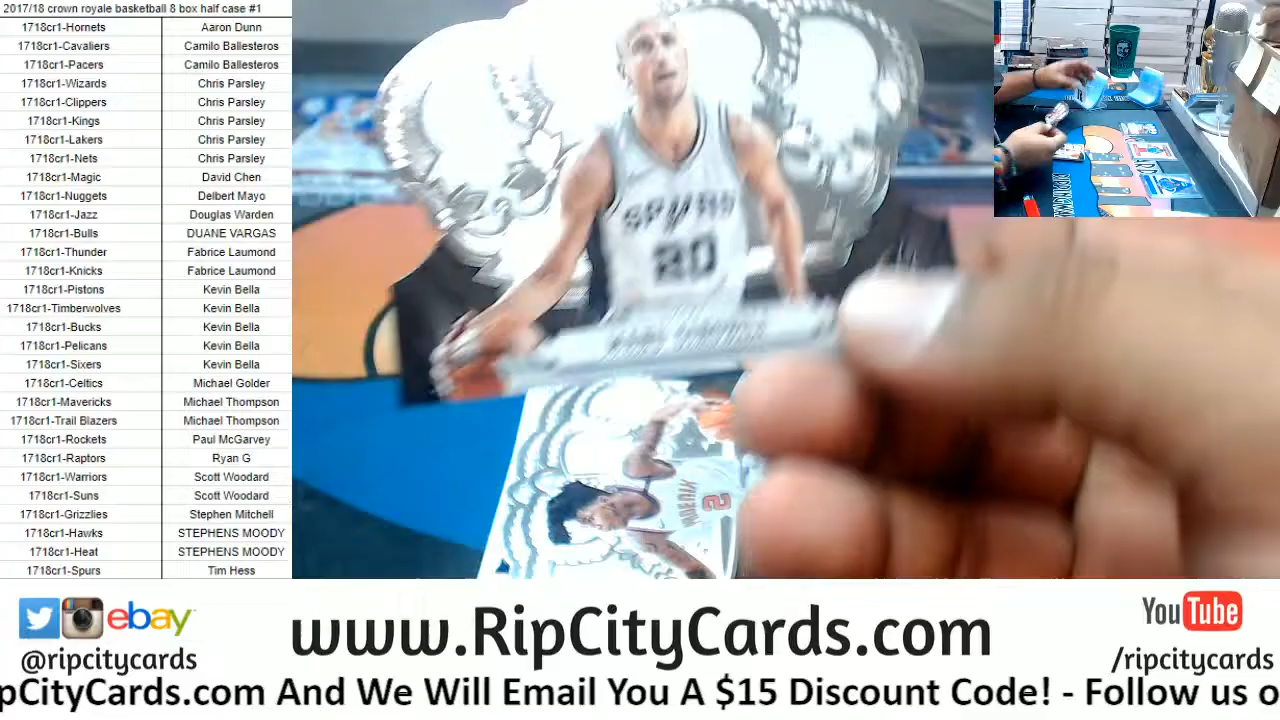 2017/18 crown royale basketball 8 box half case #1
1718cr1-Hornets Aaron Dunn
1718cr1-Cavaliers Camilo Ballesteros
1718cr1-Pacers Camilo Ballesteros
1718cr1-Wizards Chris Parsley
1718cr1-Clippers Chris Parsley
1718cr1-Kings Chris Parsley
1718cr1-Lakers Chris Parsley
1718cr1-Nets Chris Parsley
1718cr1-Magic David Chen
1718cr1-Nuggets Delbert Mayo
1718cr1-Jazz Douglas Warden
1718cr1-Bulls DUANE VARGAS
1718cr1-Thunder Fabrice Laumond
1718cr1-Knicks Fabrice Laumond
1718cr1-Pistons Kevin Bella
1718cr1-Timberwolves Kevin Bella
1718cr1-Bucks Kevin Bella
1718cr1-Pelicans Kevin Bella
1718cr1-Sixers Kevin Bella
1718cr1-Celtics Michael Golder
1718cr1-Mavericks Michael Thompson
1718cr1-Trail Blazers Michael Thompson
1718cr1-Rockets Paul McGarvey
1718cr1-Raptors Ryan G
1718cr1-Warriors Scott Woodard
1718cr1-Suns Scott Woodard
1718cr1-Grizzlies Stephen Mitchell
1718cr1-Hawks STEPHENS MOODY
1718cr1-Heat STEPHENS MOODY
1718cr1-Spurs Tim Hess
SPURS
20
2
ebay
@ripcitycards
www.RipCityCards.com
YouTube
/ripcitycards
pCityCards.com And We Will Email You A $15 Discount Code! - Follow us o